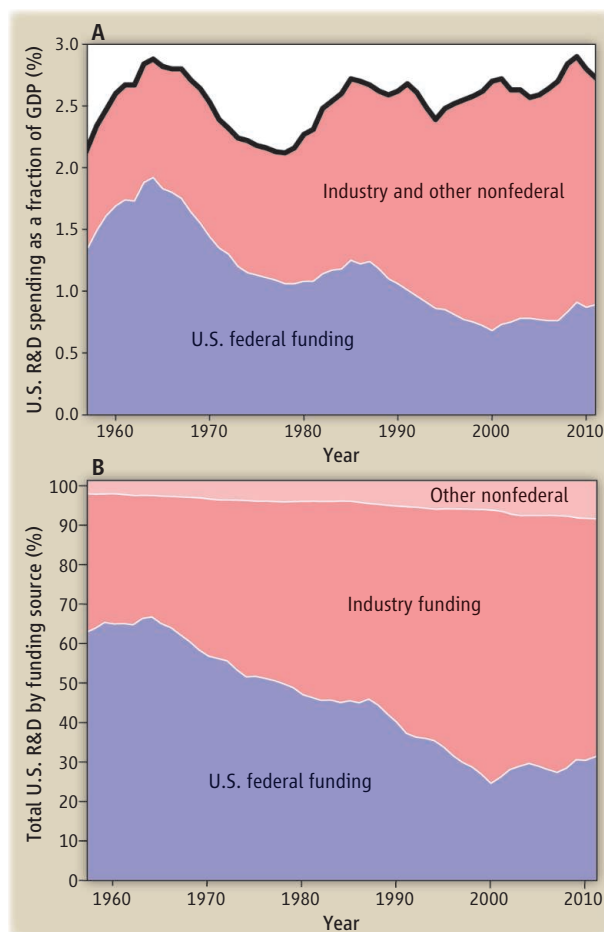 A
U.S. R&D spending as a fraction of GDP (%)
3.0
2.5
2.0
1.5
1.0
0.5
0.0
Industry and other nonfederal
U.S. federal funding
1960 1970 1980 1990 2000 2010
Year
B
Total U.S. R&D by funding source (%)
100
90
80
70
60
50
40
30
20
10
0
Other nonfederal
Industry funding
U.S. federal funding
1960 1970 1980 1990 2000 2010
Year